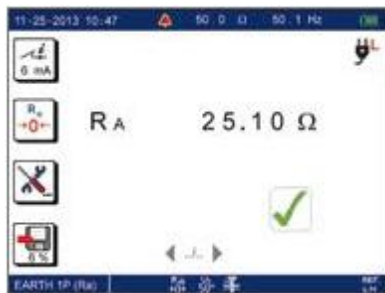 11-25-2013 10:47 50.0 Ω 50.1 Hz
L
6 mA
RA 25.10 Ω
6 %
EARTH 1P (Ra)